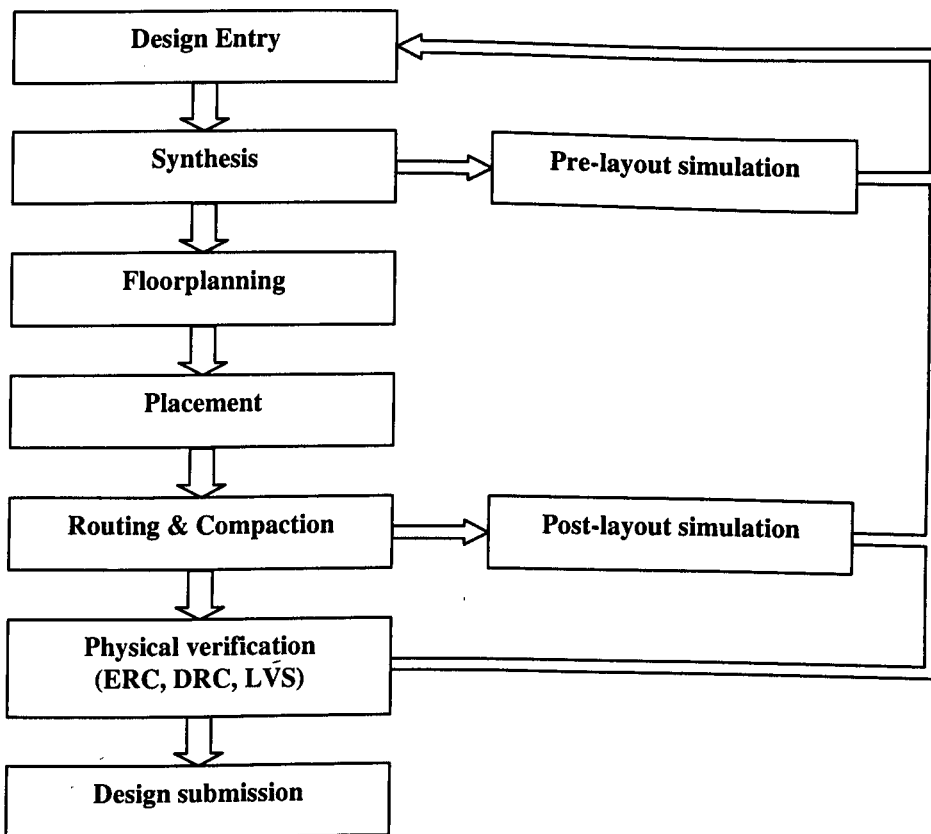 Design Entry
Synthesis
Pre-layout simulation
Floorplanning
Placement
Routing & Compaction
Post-layout simulation
Physical verification
(ERC, DRC, LVS)
Design submission